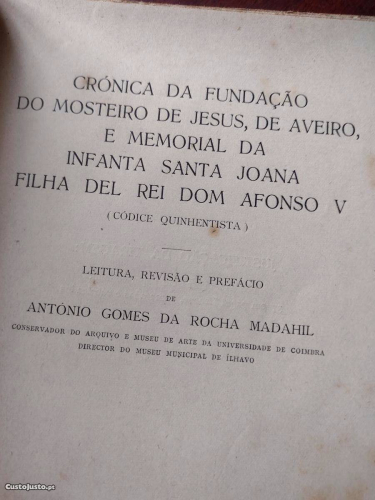 CRÓNICA DA FUNDAÇÃO
DO MOSTEIRO DE JESUS, DE AVEIRO,
E MEMORIAL DA
INFANTA SANTA JOANA
FILHA DEL REI DOM AFONSO V
(CÓDICE QUINHENTISTA)
LEITURA, REVISÃO E PREFÁCIO
DE
ANTÓNIO GOMES DA ROCHA MADAHIL
CONSERVADOR DO ARQUIVO E MUSEU DE ARTE DA UNIVERSIDADE DE COIMBRA
DIRECTOR DO MUSEU MUNICIPAL DE ÍLHAVO
CustoJusto.pt